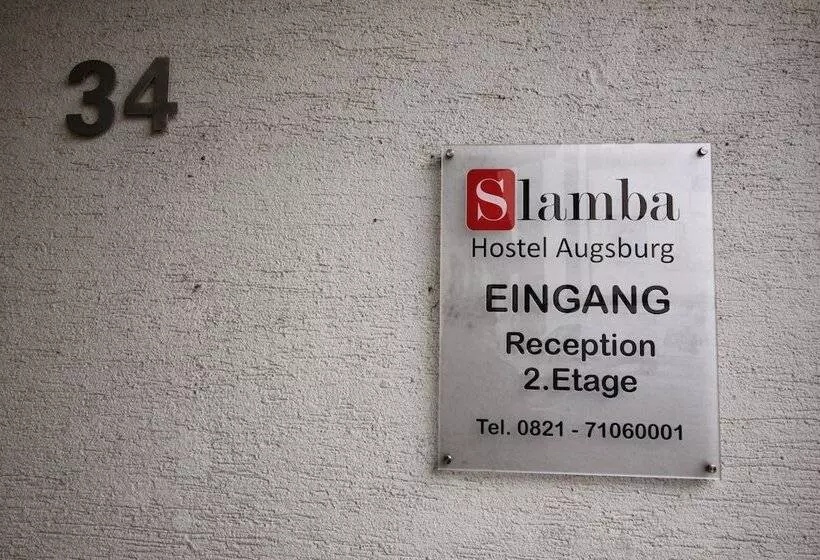 34
Slamba
Hostel Augsburg
EINGANG
Reception
2.Etage
Tel. 0821 - 71060001